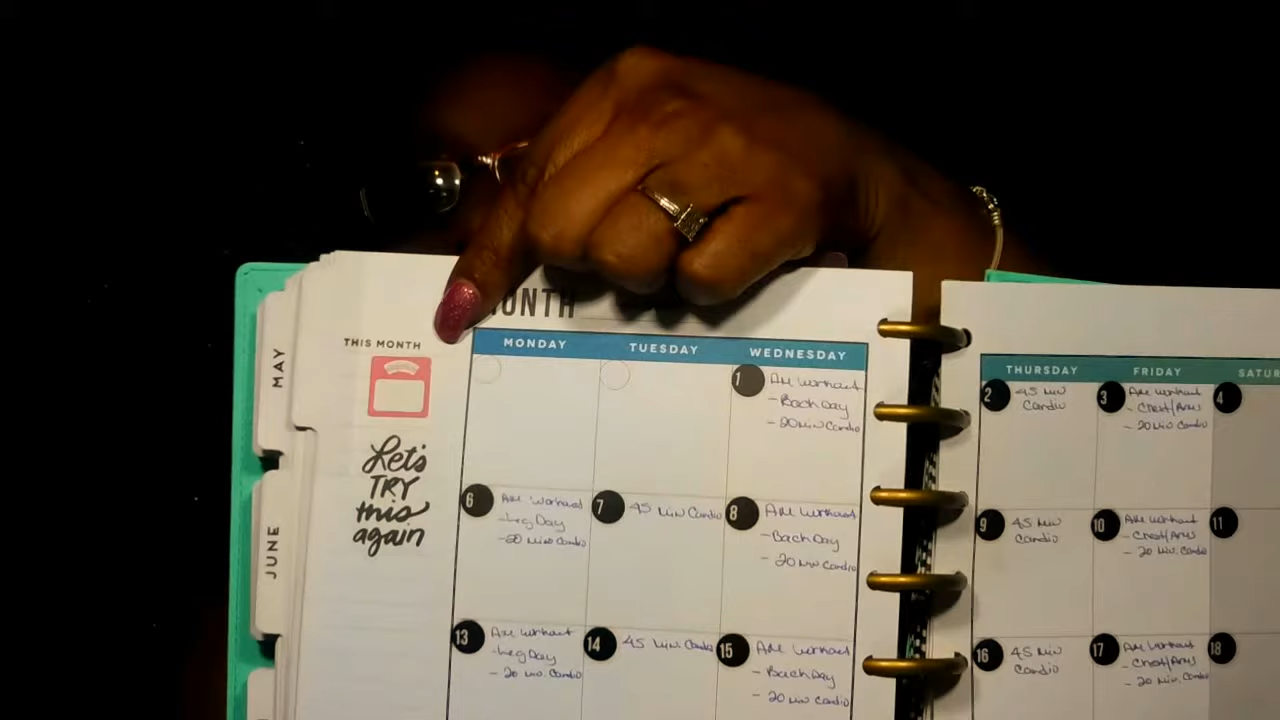 MONTH
THIS MONTH
Let's
TRY
this
again
MAY
JUNE
MONDAY TUESDAY WEDNESDAY
1 AM Workout
- Back Day
- 20 Min Cardio
6 AM Workout
- Leg Day
- 20 Min Cardio
7 45 Min Cardio
8 AM Workout
- Back Day
- 20 Min Cardio
13 AM Workout
- Leg Day
- 20 Min. Cardio
14 45 Min Cardio
15 AM Workout
- Back Day
- 20 Min Cardio
THURSDAY FRIDAY SATUR
2 45 Min
Cardio
3 AM Workout
- Chest/Arms
- 20 Min Cardio
4
9 45 Min
Cardio
10 AM Workout
- Chest/Arms
- 20 Min. Cardio
11
16 45 Min
Cardio
17 AM Workout
- Chest/Arms
- 20 Min. Cardio
18